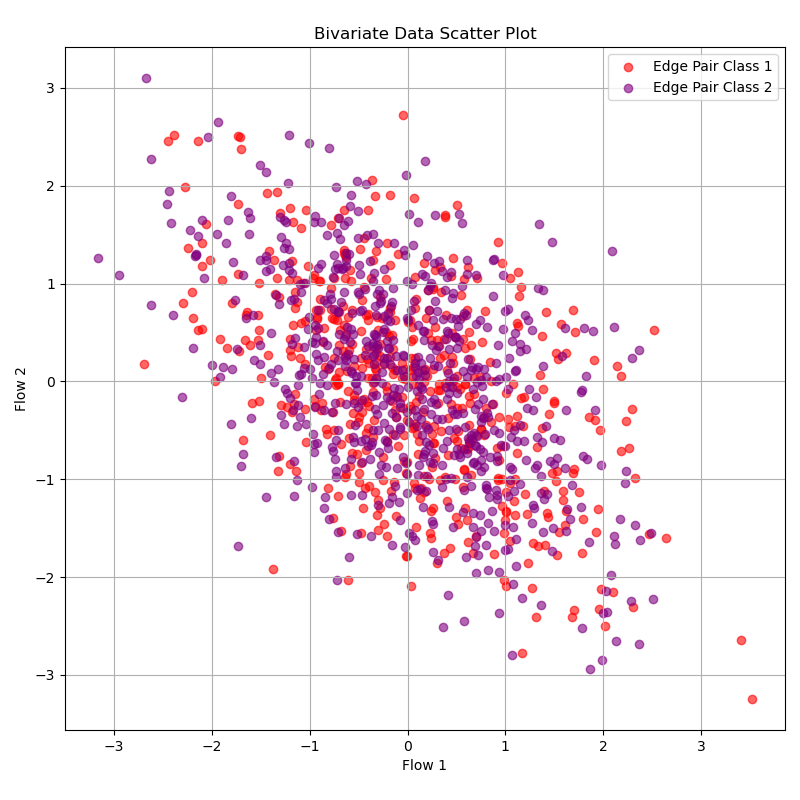 Bivariate Data Scatter Plot
Edge Pair Class 1
Edge Pair Class 2
Flow 2
3
2
1
0
−1
−2
−3
−3
−2
−1
0
1
2
3
Flow 1